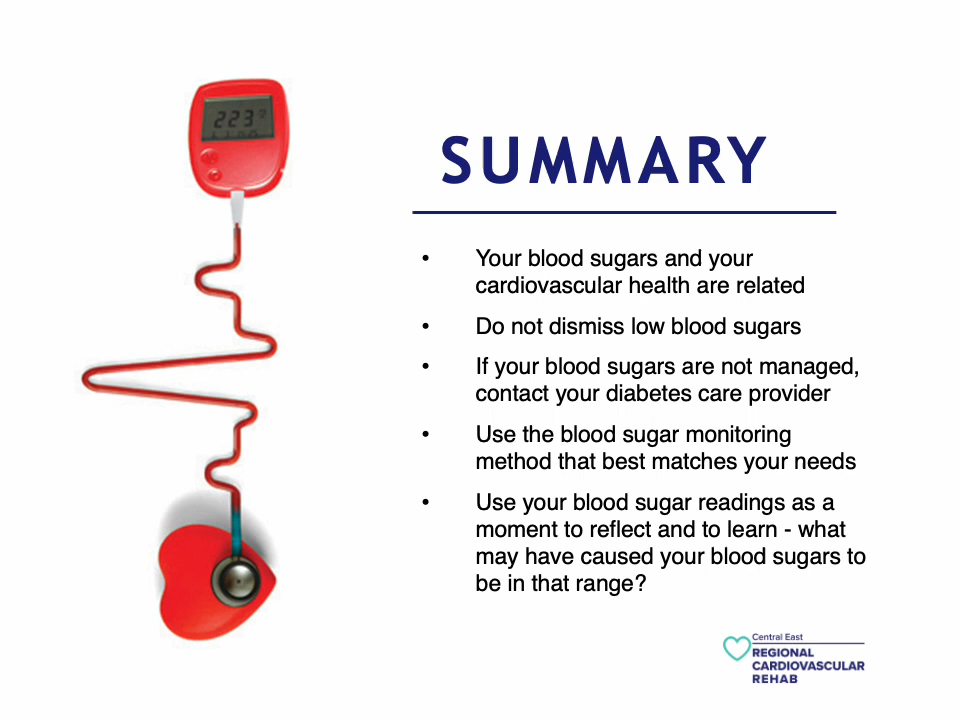 223
SUMMARY
• Your blood sugars and your
cardiovascular health are related
• Do not dismiss low blood sugars
• If your blood sugars are not managed,
contact your diabetes care provider
• Use the blood sugar monitoring
method that best matches your needs
• Use your blood sugar readings as a
moment to reflect and to learn - what
may have caused your blood sugars to
be in that range?
Central East
REGIONAL
CARDIOVASCULAR
REHAB